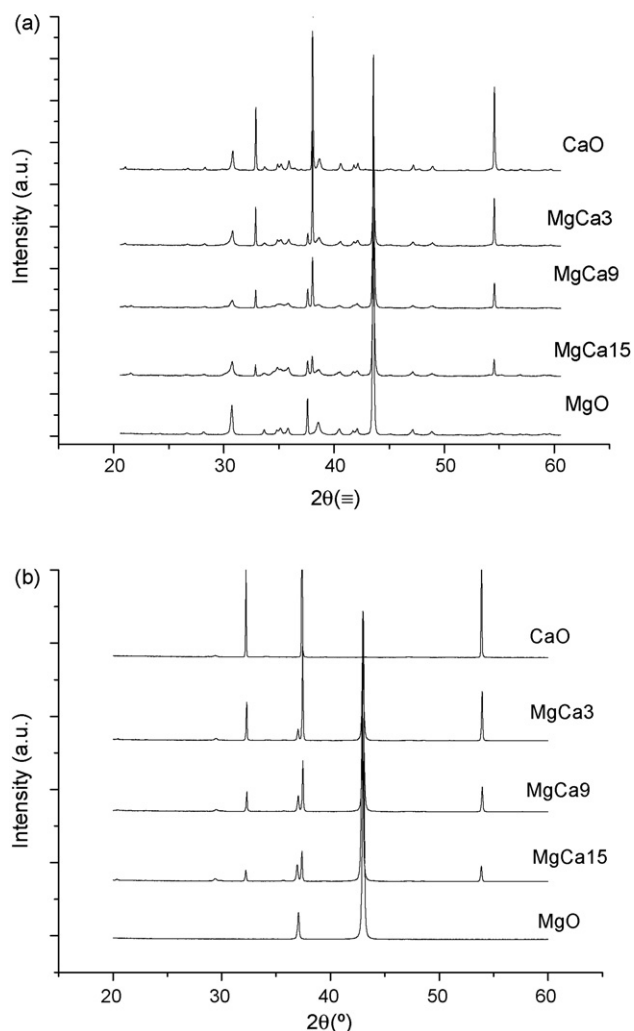 (a)
Intensity (a.u.)
CaO
MgCa3
MgCa9
MgCa15
MgO
20 30 40 50 60
2θ(≡)
(b)
Intensity (a.u.)
CaO
MgCa3
MgCa9
MgCa15
MgO
20 30 40 50 60
2θ(º)